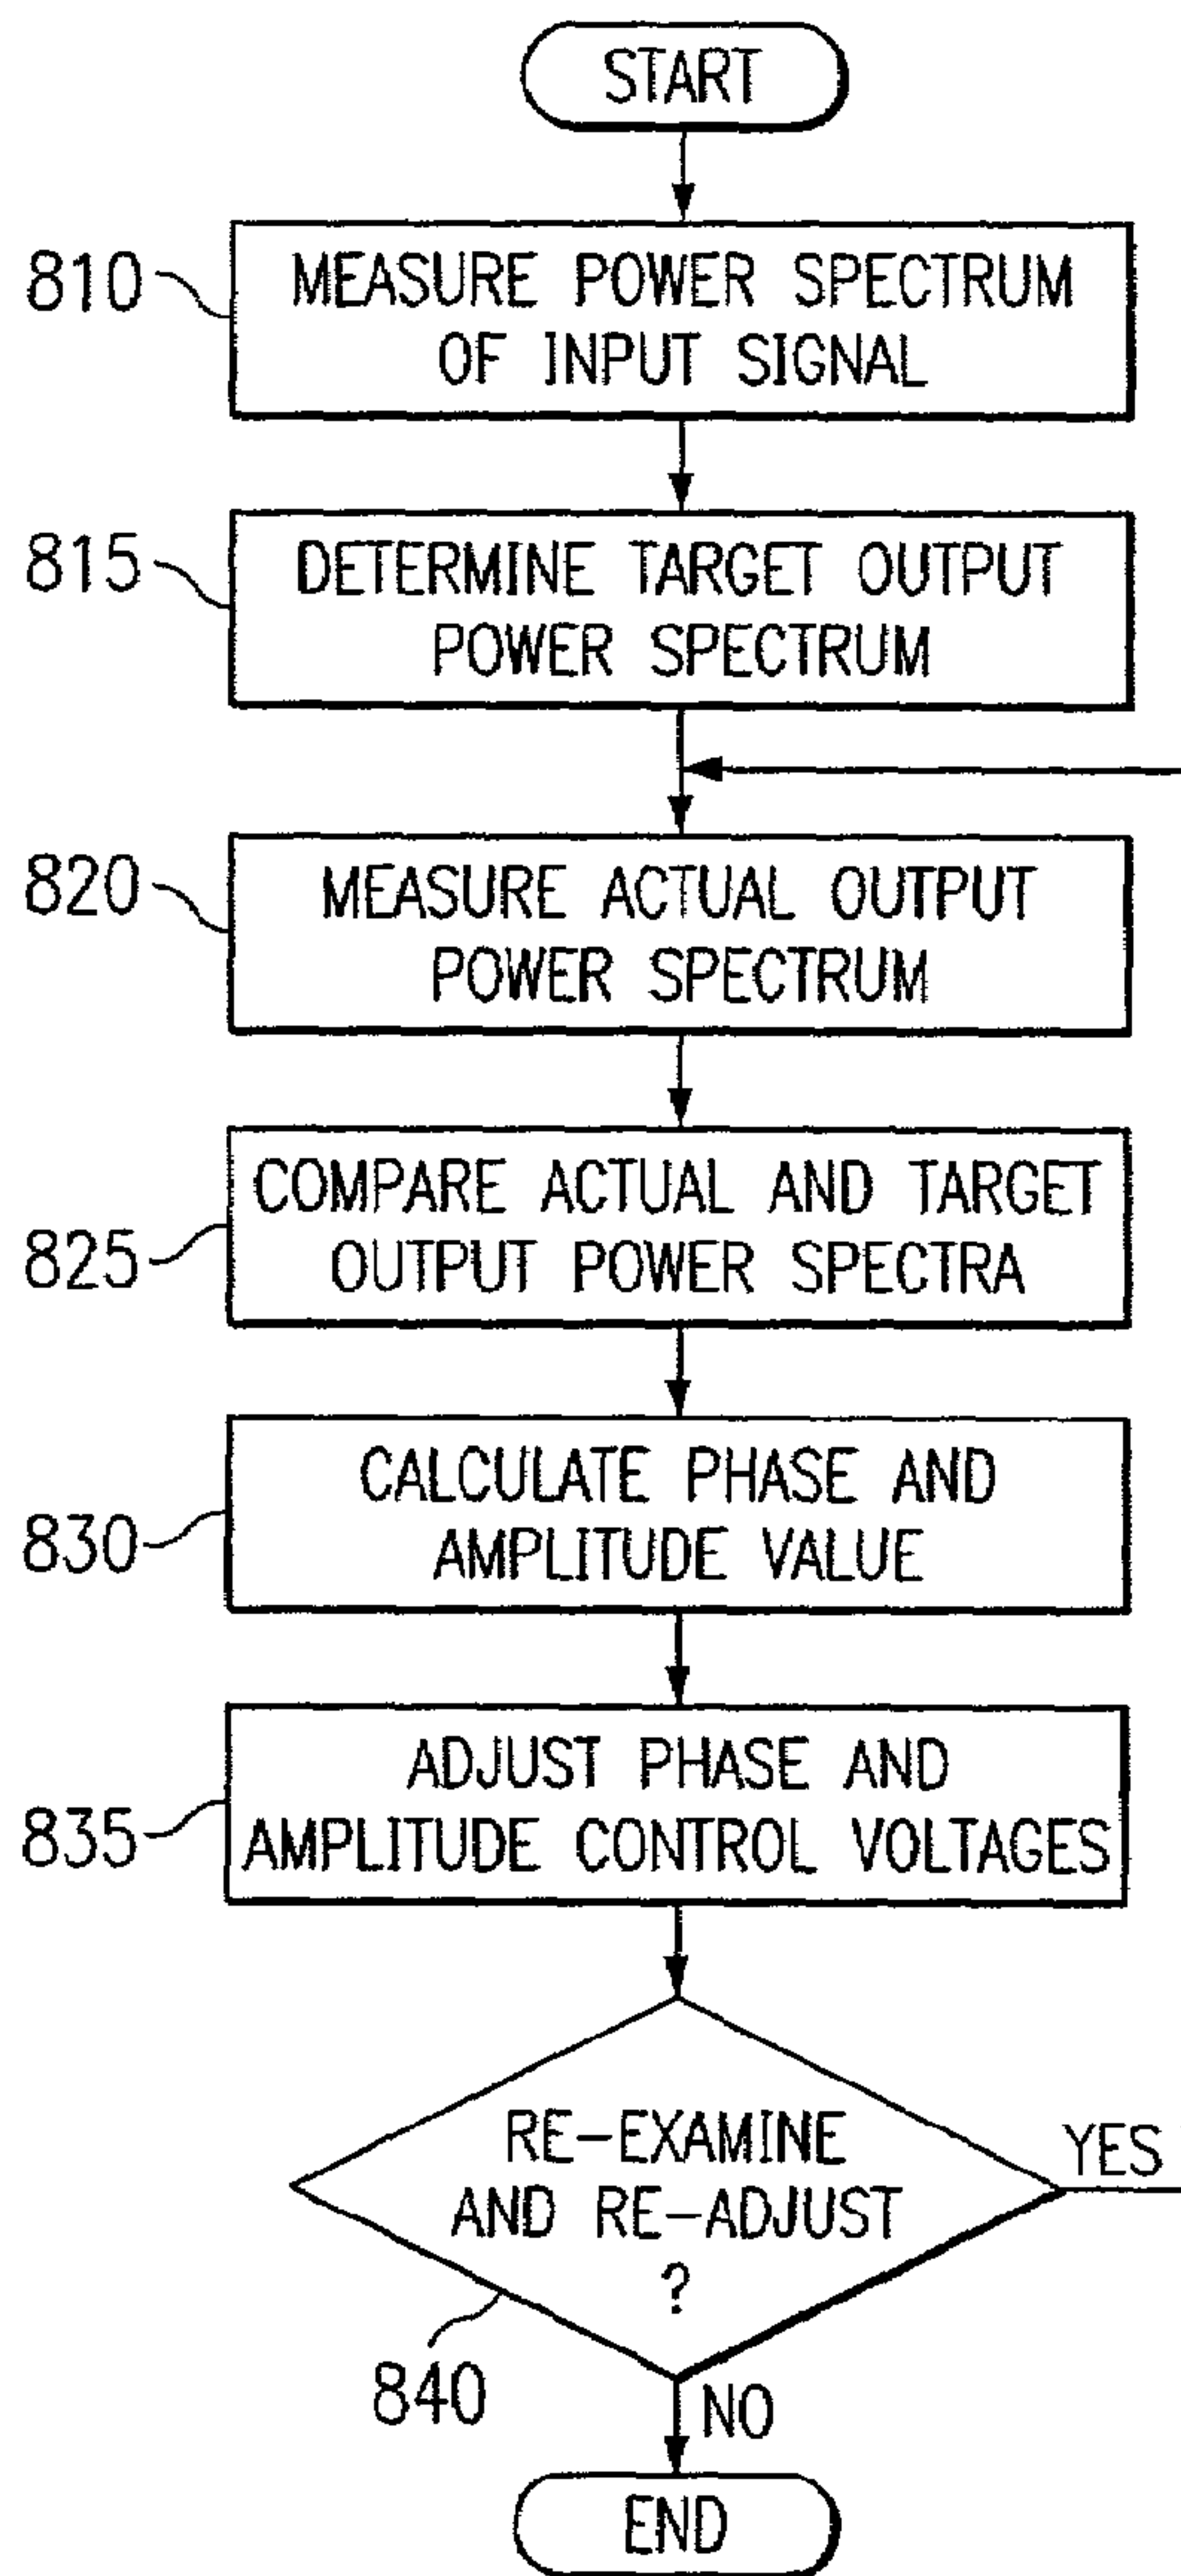 START
810
MEASURE POWER SPECTRUM
OF INPUT SIGNAL
815
DETERMINE TARGET OUTPUT
POWER SPECTRUM
820
MEASURE ACTUAL OUTPUT
POWER SPECTRUM
825
COMPARE ACTUAL AND TARGET
OUTPUT POWER SPECTRA
830
CALCULATE PHASE AND
AMPLITUDE VALUE
835
ADJUST PHASE AND
AMPLITUDE CONTROL VOLTAGES
RE-EXAMINE
AND RE-ADJUST
?
YES
840
NO
END